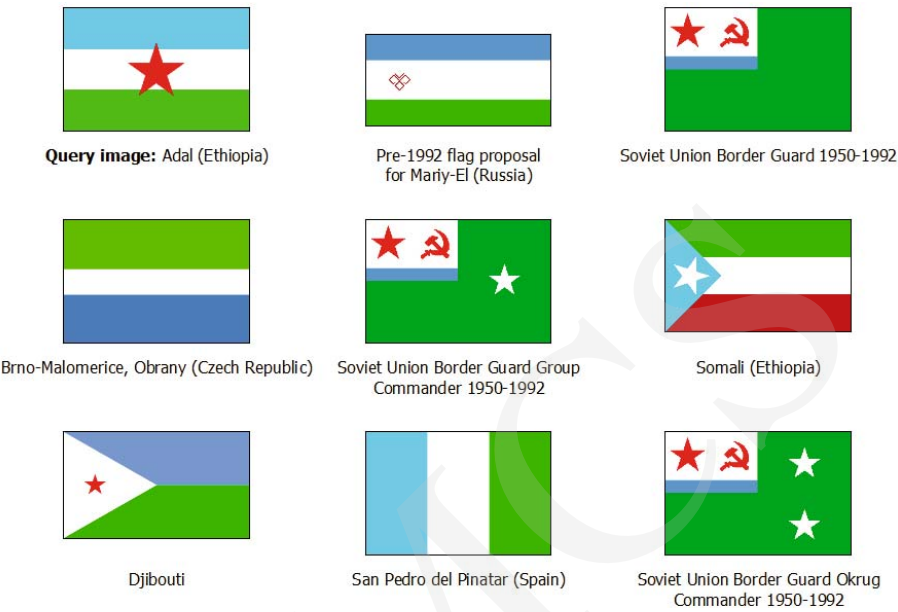 Query image: Adal (Ethiopia)
Pre-1992 flag proposal
for Mariy-El (Russia)
Soviet Union Border Guard 1950-1992
Brno-Malomerice, Obrany (Czech Republic)
Soviet Union Border Guard Group
Commander 1950-1992
Somali (Ethiopia)
Djibouti
San Pedro del Pinatar (Spain)
Soviet Union Border Guard Okrug
Commander 1950-1992